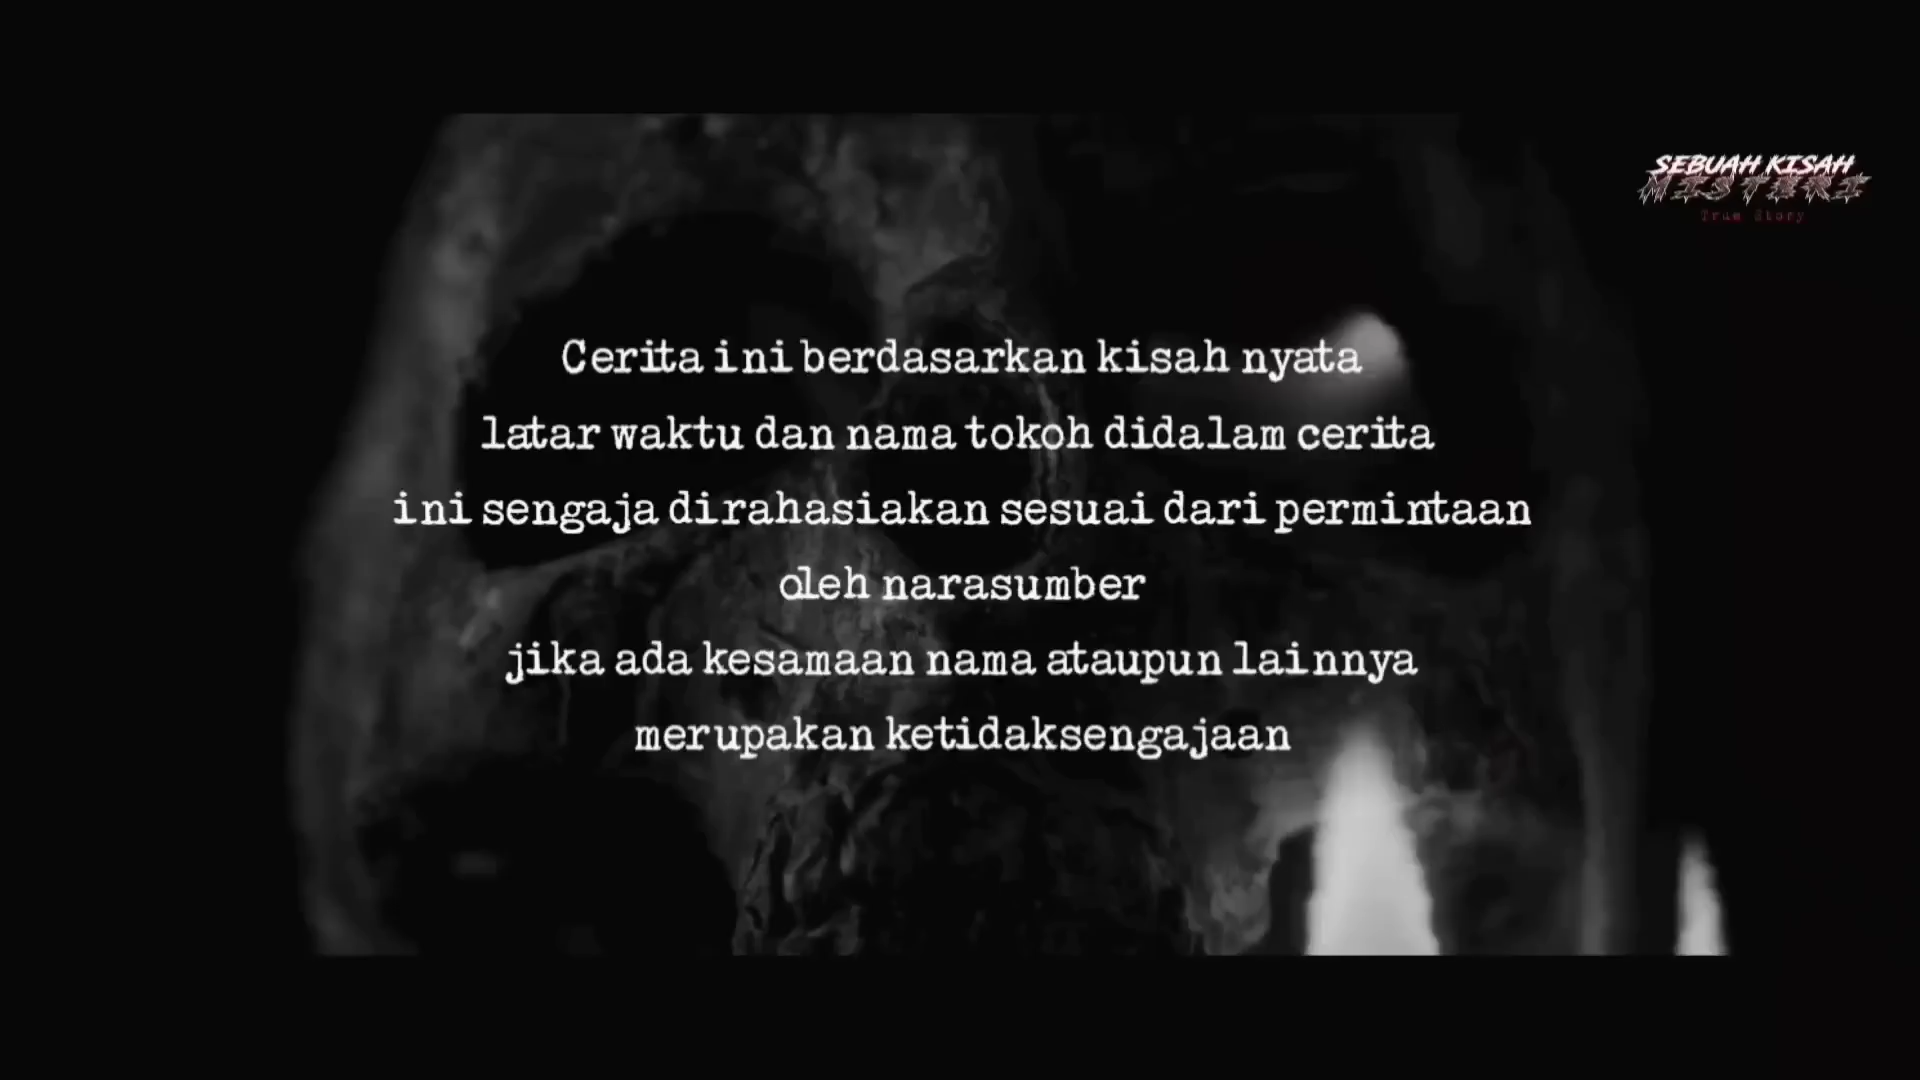 SEBUAH KISAH
MISTERI
True Story
Cerita ini berdasarkan kisah nyata
latar waktu dan nama tokoh didalam cerita
ini sengaja dirahasiakan sesuai dari permintaan
oleh narasumber
jika ada kesamaan nama ataupun lainnya
merupakan ketidaksengajaan